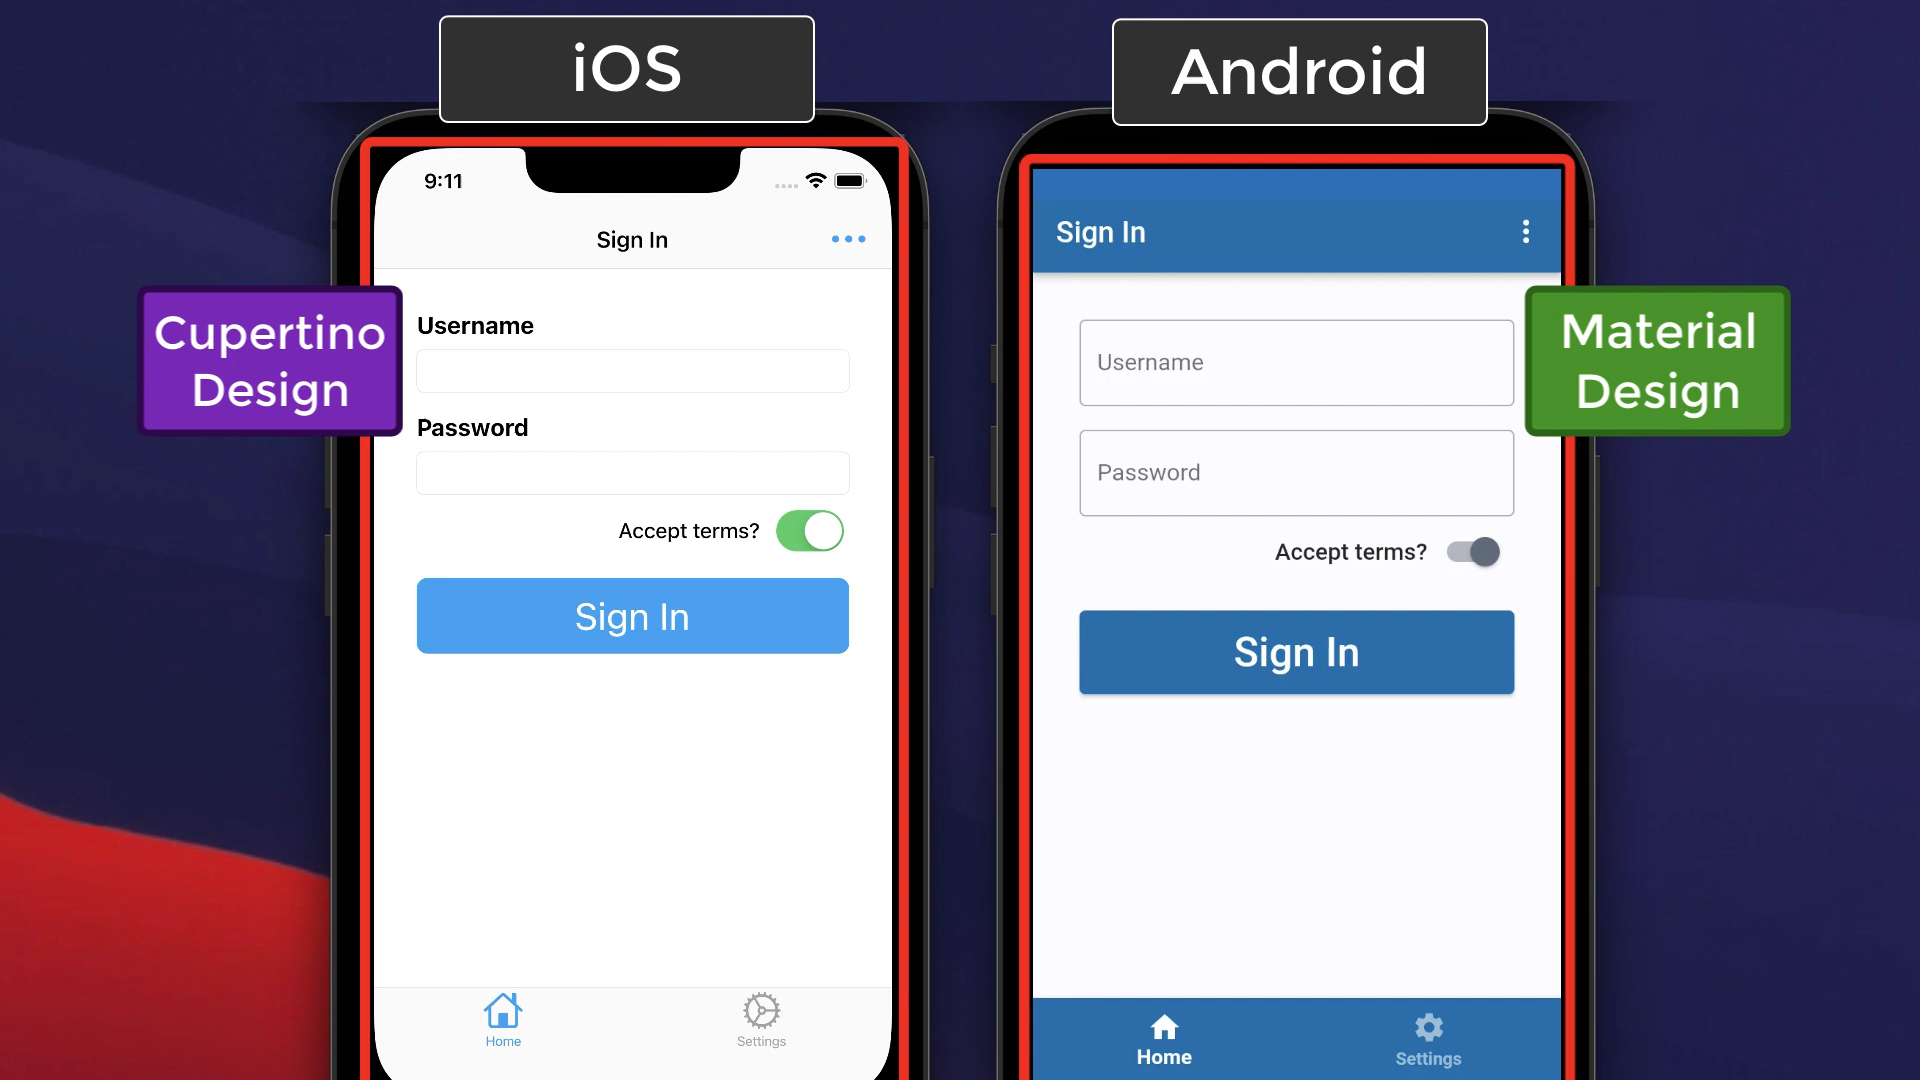 iOS
Android
9:11
Sign In
Sign In
Cupertino
Design
Material
Design
Username
Username
Password
Password
Accept terms?
Accept terms?
Sign In
Sign In
Home
Settings
Home
Settings